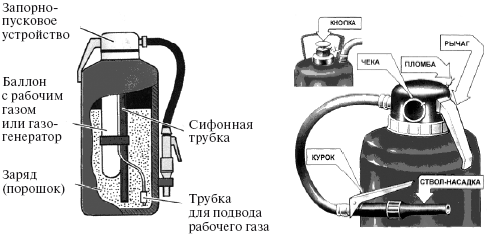 Запорно-
пусковое
устройство
Баллон
с рабочим
газом
или газо-
генератор
Заряд
(порошок)
Сифонная
трубка
Трубка
для подвода
рабочего газа
КНОПКА
РЫЧАГ
ПЛОМБА
ЧЕКА
КУРОК
СТВОЛ-НАСАДКА